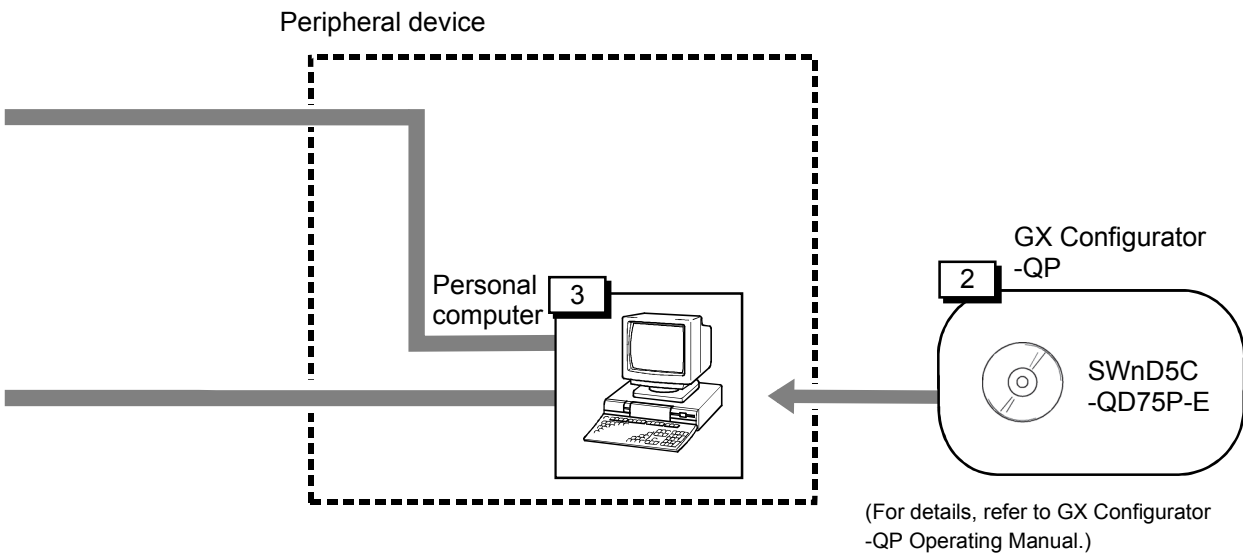 Peripheral device
Personal
computer
3
2
GX Configurator
-QP
SWnD5C
-QD75P-E
(For details, refer to GX Configurator
-QP Operating Manual.)